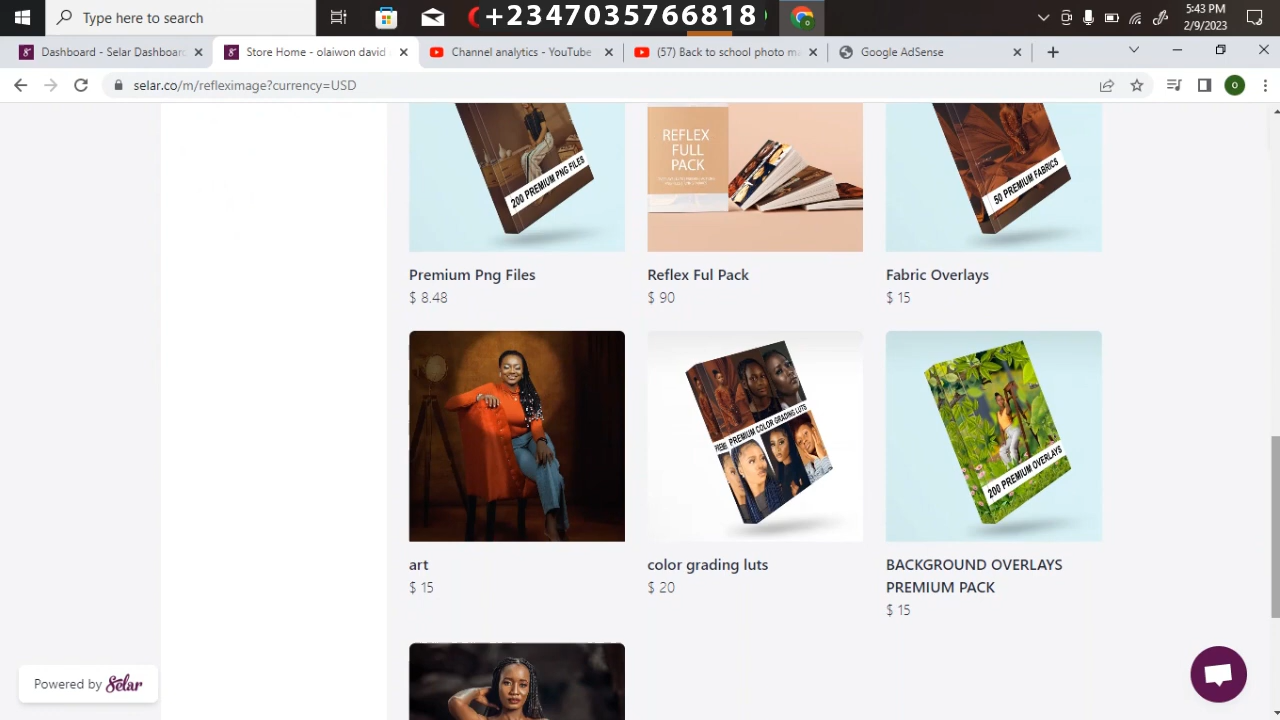 Type here to search
+2347035766818
5:43 PM
2/9/2023
Dashboard - Selar Dashboar
Store Home - olaiwon david
Channel analytics - YouTube
(57) Back to school photo ma
Google AdSense
selar.co/m/refleximage?currency=USD
O
200 PREMIUM PNG FILES
REFLEX
FULL
PACK
50 PREMIUM FABRICS
Premium Png Files
$ 8.48
Reflex Ful Pack
$ 90
Fabric Overlays
$ 15
PREMI
PREMIUM COLOR GRADING LUTS
200 PREMIUM OVERLAYS
art
$ 15
color grading luts
$ 20
BACKGROUND OVERLAYS
PREMIUM PACK
$ 15
Powered by Selar